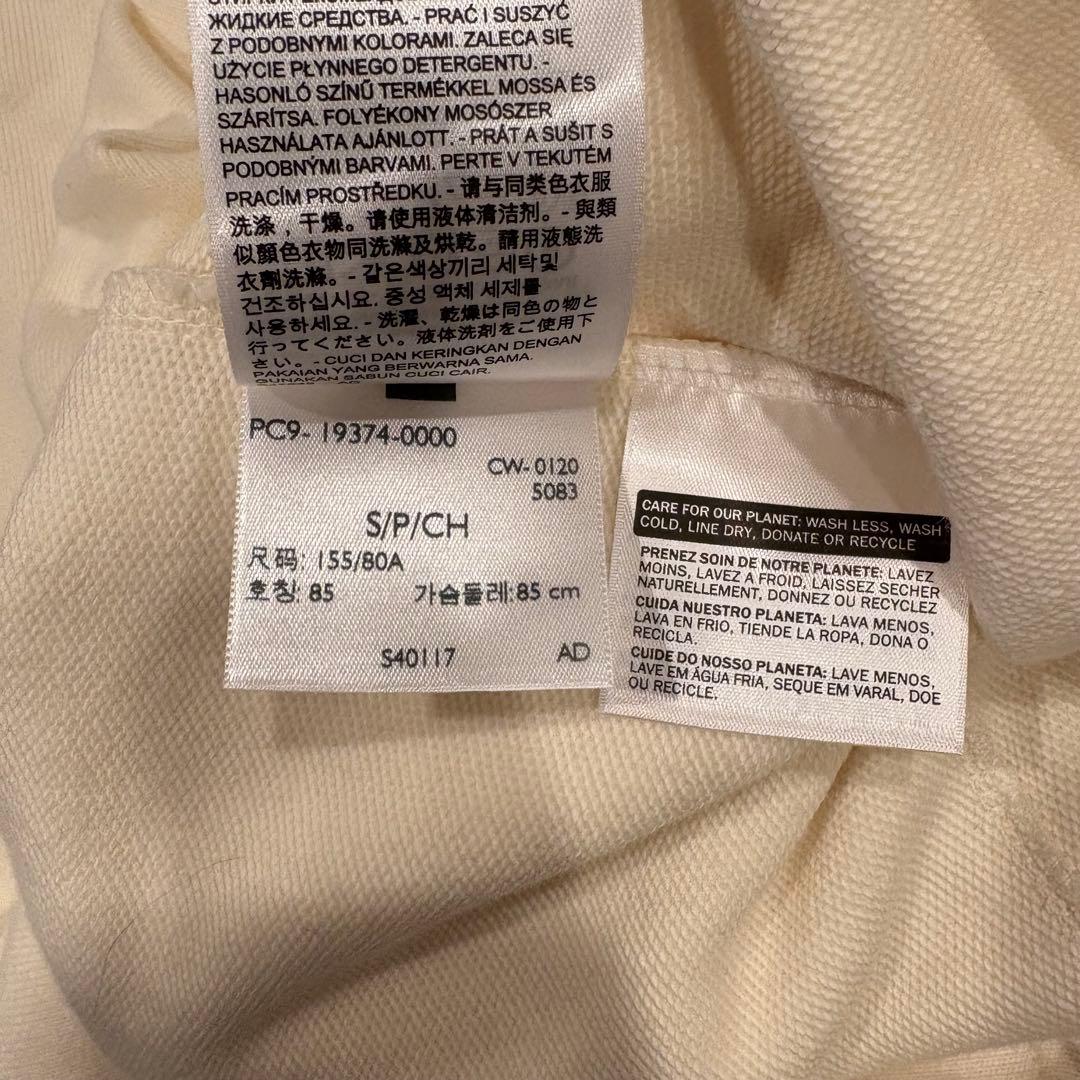 ЖИДКИЕ СРЕДСТВА. - PRAĆ I SUSZYĆ
Z PODOBNYMI KOLORAMI. ZALECA SIĘ
UŻYCIE PŁYNNEGO DETERGENTU. -
HASONLÓ SZÍNŰ TERMÉKKEL MOSSA ÉS
SZÁRÍTSA. FOLYÉKONY MOSÓSZER
HASZNÁLATA AJÁNLOTT. - PRÁT A SUŠIT S
PODOBNÝMI BARVAMI. PERTE V TEKUTÉM
PRACÍM PROSTŘEDKU. - 请与同类色衣服
洗涤，干燥。请使用液体清洁剂。- 與類
似顏色衣物同洗滌及烘乾。請用液態洗
衣劑洗滌。- 같은색상끼리 세탁및
건조하십시요. 중성 액체 세제를
사용하세요. - 洗濯、乾燥は同色の物と
行ってください。液体洗剤をご使用下
さい。- CUCI DAN KERINGKAN DENGAN
PAKAIAN YANG BERWARNA SAMA.
GUNAKAN SABUN CUCI CAIR.
PC9- 19374-0000
CW- 0120
5083
S/P/CH
尺码: 155/80A
호칭: 85 가슴둘레: 85 cm
S40117 AD
CARE FOR OUR PLANET: WASH LESS, WASH
COLD, LINE DRY, DONATE OR RECYCLE
PRENEZ SOIN DE NOTRE PLANETE: LAVEZ
MOINS, LAVEZ A FROID, LAISSEZ SECHER
NATURELLEMENT, DONNEZ OU RECYCLEZ
CUIDA NUESTRO PLANETA: LAVA MENOS,
LAVA EN FRIO, TIENDE LA ROPA, DONA O
RECICLA.
CUIDE DO NOSSO PLANETA: LAVE MENOS,
LAVE EM ÁGUA FRIA, SEQUE EM VARAL, DOE
OU RECICLE.